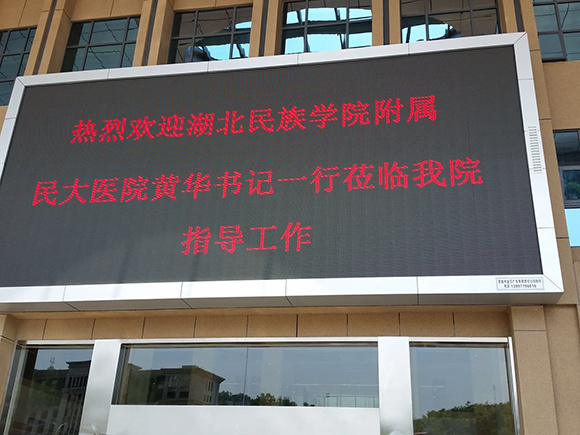 热烈欢迎湖北民族学院附属
民大医院黄华书记一行莅临我院
指导工作